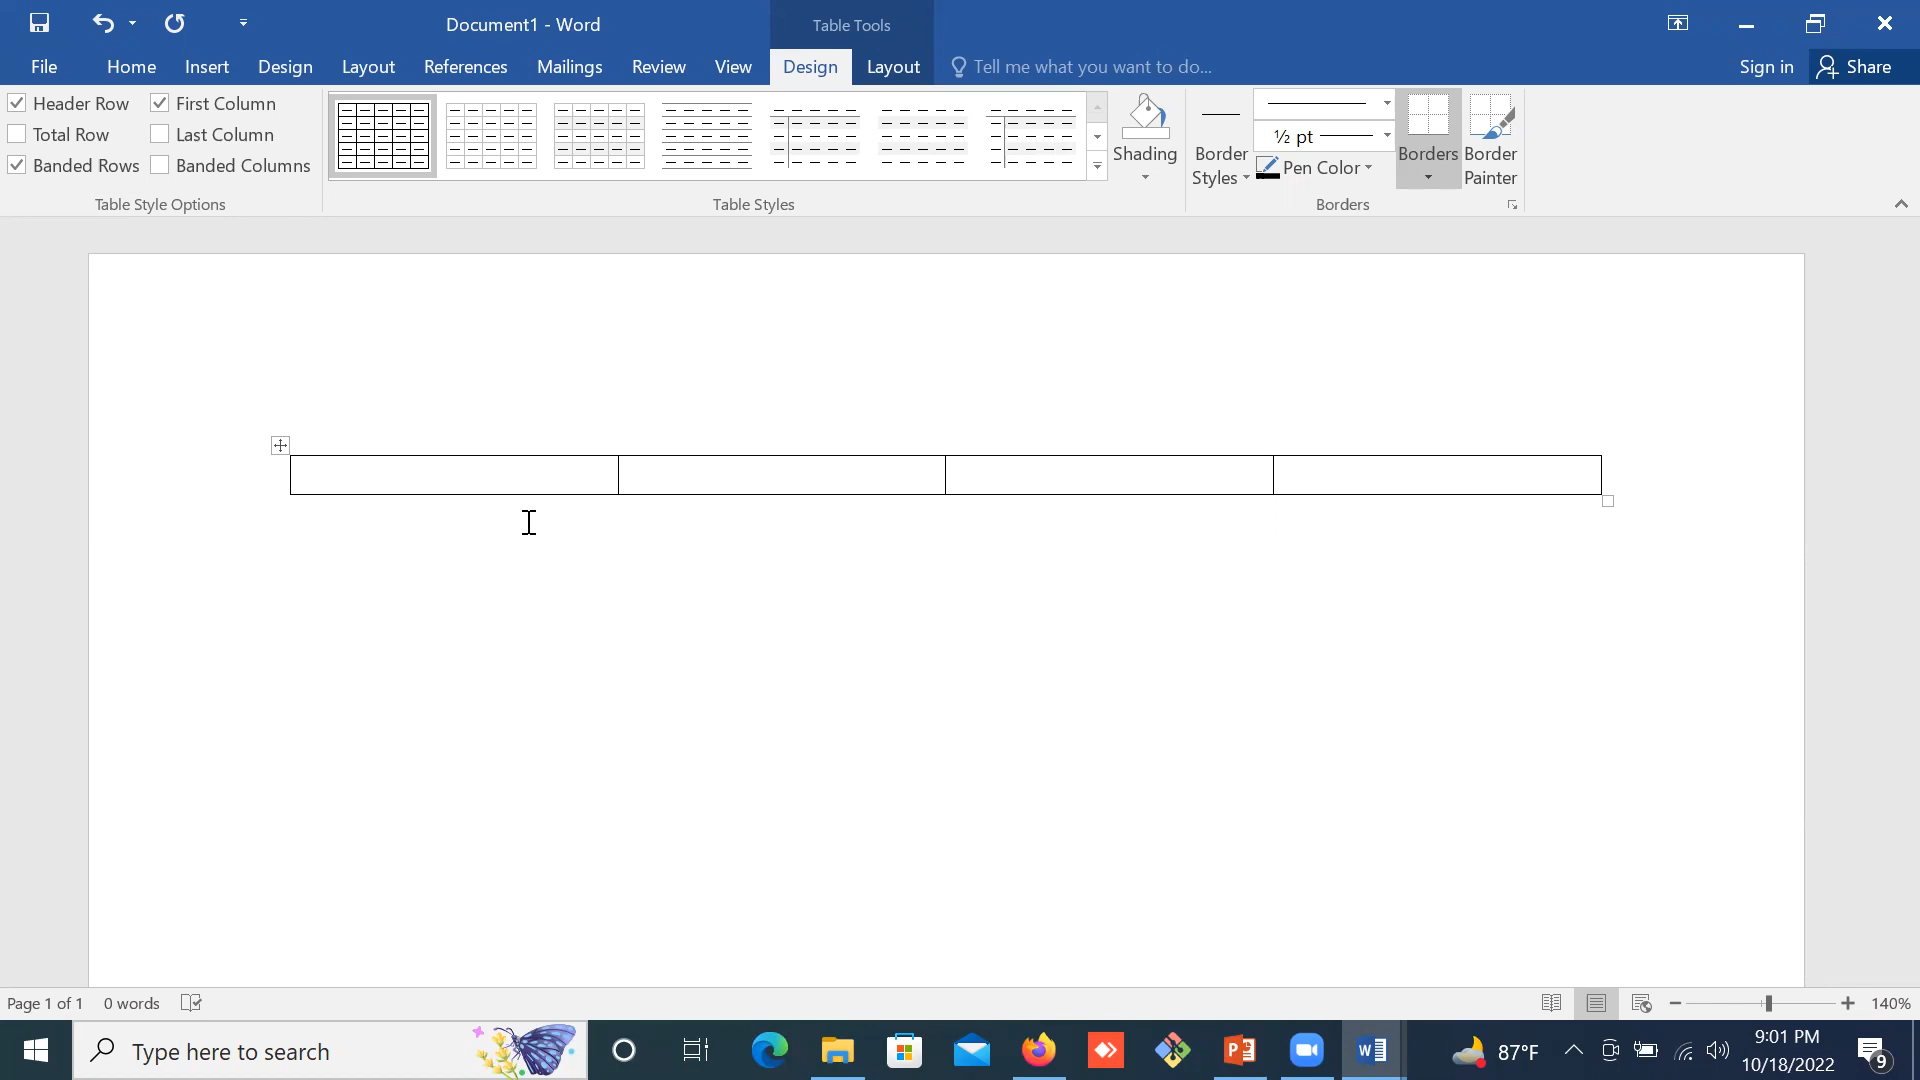 Document1 - Word
Table Tools
File Home Insert Design Layout References Mailings Review View Design Layout Tell me what you want to do... Sign in Share
Header Row First Column
Total Row Last Column
Banded Rows Banded Columns
Table Style Options
Table Styles
Shading
Border Styles
½ pt
Pen Color
Borders
Border Painter
Borders
Page 1 of 1 0 words 140%
Type here to search
87°F
9:01 PM
10/18/2022
9